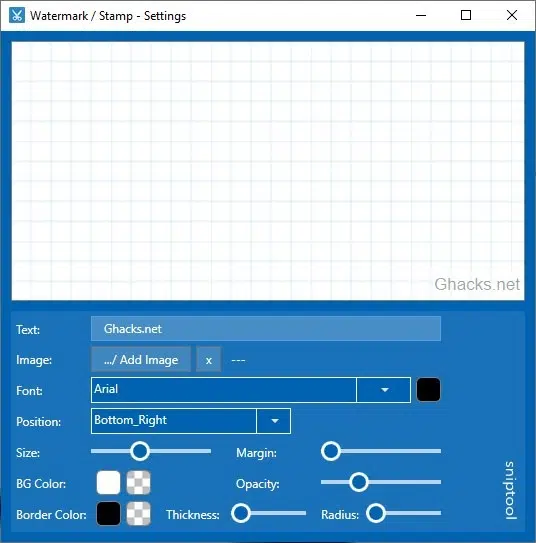 Watermark / Stamp - Settings
Ghacks.net
Text: Ghacks.net
Image: .../ Add Image x ---
Font: Arial
Position: Bottom_Right
Size: Margin:
BG Color: Opacity:
Border Color: Thickness: Radius:
sniptool